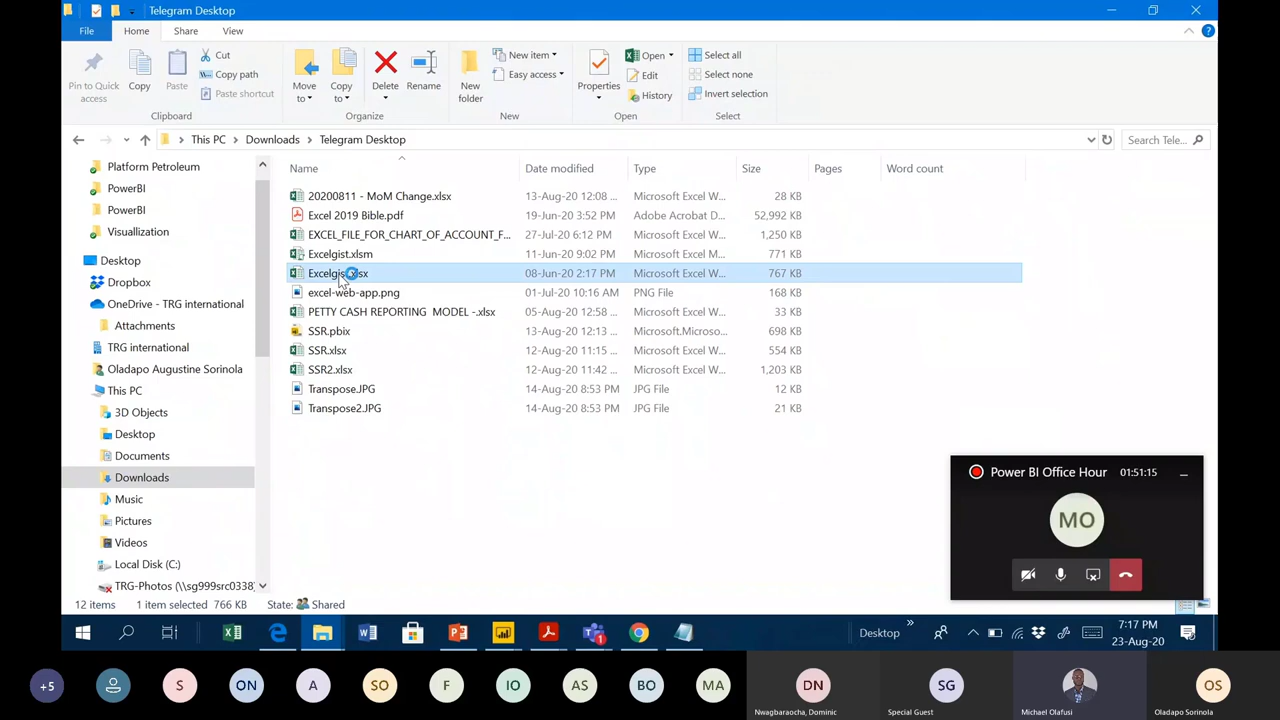 Telegram Desktop
File Home Share View
Pin to Quick access
Copy
Paste
Cut
Copy path
Paste shortcut
Clipboard
Move to
Copy to
Delete
Rename
Organize
New folder
New item
Easy access
New
Properties
Open
Edit
History
Open
Select all
Select none
Invert selection
Select
This PC Downloads Telegram Desktop
Search Tele...
Platform Petroleum
PowerBI
PowerBI
Visuallization
Desktop
Dropbox
OneDrive - TRG international
Attachments
TRG international
Oladapo Augustine Sorinola
This PC
3D Objects
Desktop
Documents
Downloads
Music
Pictures
Videos
Local Disk (C:)
TRG-Photos (\\sg999src0338)
Name Date modified Type Size Pages Word count
20200811 - MoM Change.xlsx 13-Aug-20 12:08 ... Microsoft Excel W... 28 KB
Excel 2019 Bible.pdf 19-Jun-20 3:52 PM Adobe Acrobat D... 52,992 KB
EXCEL_FILE_FOR_CHART_OF_ACCOUNT_F... 27-Jul-20 6:12 PM Microsoft Excel W... 1,250 KB
Excelgist.xlsm 11-Jun-20 9:02 PM Microsoft Excel M... 771 KB
Excelgist.xlsx 08-Jun-20 2:17 PM Microsoft Excel W... 767 KB
excel-web-app.png 01-Jul-20 10:16 AM PNG File 168 KB
PETTY CASH REPORTING MODEL -.xlsx 05-Aug-20 12:58 ... Microsoft Excel W... 33 KB
SSR.pbix 13-Aug-20 12:13 ... Microsoft.Microso... 698 KB
SSR.xlsx 12-Aug-20 11:15 ... Microsoft Excel W... 554 KB
SSR2.xlsx 12-Aug-20 11:42 ... Microsoft Excel W... 1,203 KB
Transpose.JPG 14-Aug-20 8:53 PM JPG File 12 KB
Transpose2.JPG 14-Aug-20 8:53 PM JPG File 21 KB
Power BI Office Hour 01:51:15
MO
12 items 1 item selected 766 KB State: Shared
Desktop
7:17 PM
23-Aug-20
+5 S ON A SO F IO AS BO MA DN SG OS
Nwagbaraocha, Dominic Special Guest Michael Olafusi Oladapo Sorinola